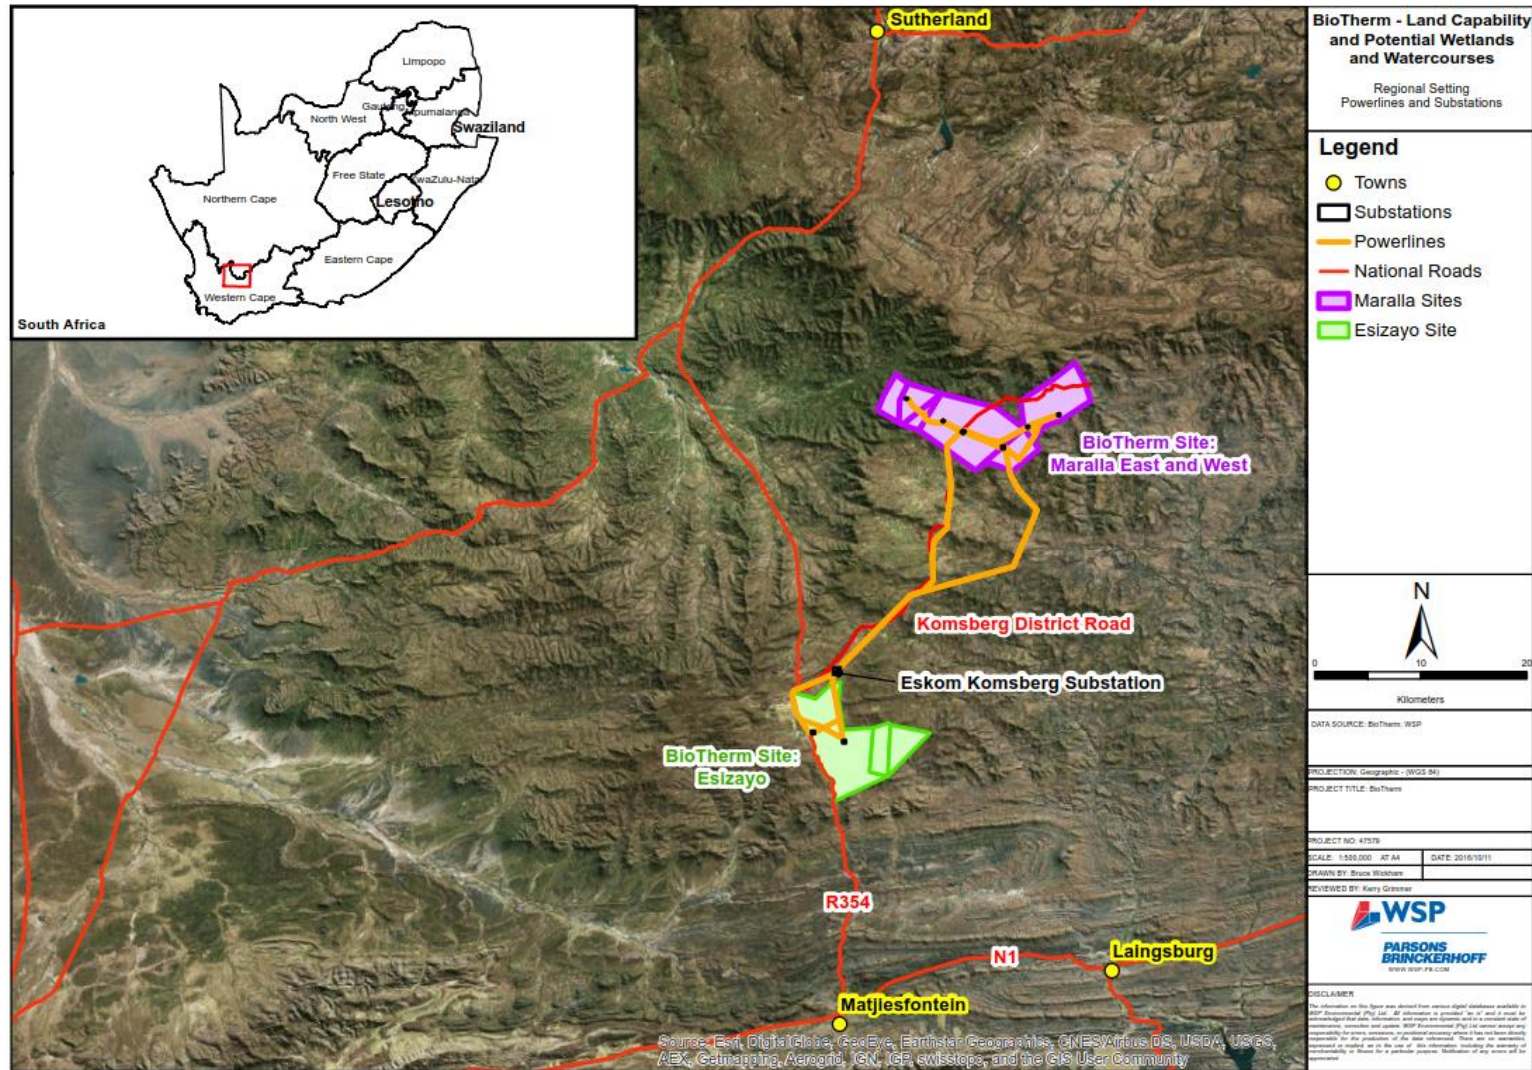 Limpopo
Gauteng
North West
Mpumalanga
Swaziland
Free State
KwaZulu-Natal
Lesotho
Northern Cape
Eastern Cape
Western Cape
South Africa
Sutherland
BioTherm Site:
Maralla East and West
Komsberg District Road
Eskom Komsberg Substation
BioTherm Site:
Esizayo
R354
N1
Laingsburg
Matjiesfontein
Source: Esri, DigitalGlobe, GeoEye, Earthstar Geographics, CNES/Airbus DS, USDA, USGS,
AEX, Getmapping, Aerogrid, IGN, IGP, swisstopo, and the GIS User Community
BioTherm - Land Capability
and Potential Wetlands
and Watercourses
Regional Setting
Powerlines and Substations
Legend
Towns
Substations
Powerlines
National Roads
Maralla Sites
Esizayo Site
N
0 10 20
Kilometers
DATA SOURCE: BioTherm; WSP
PROJECTION: Geographic - (WGS 84)
PROJECT TITLE: BioTherm
PROJECT NO: 47579
SCALE: 1:500,000 AT A4
DATE: 2016/10/11
DRAWN BY: Bruce Wickham
REVIEWED BY: Kerry Grimmer
WSP
PARSONS
BRINCKERHOFF
WWW.WSP-PB.COM
DISCLAIMER